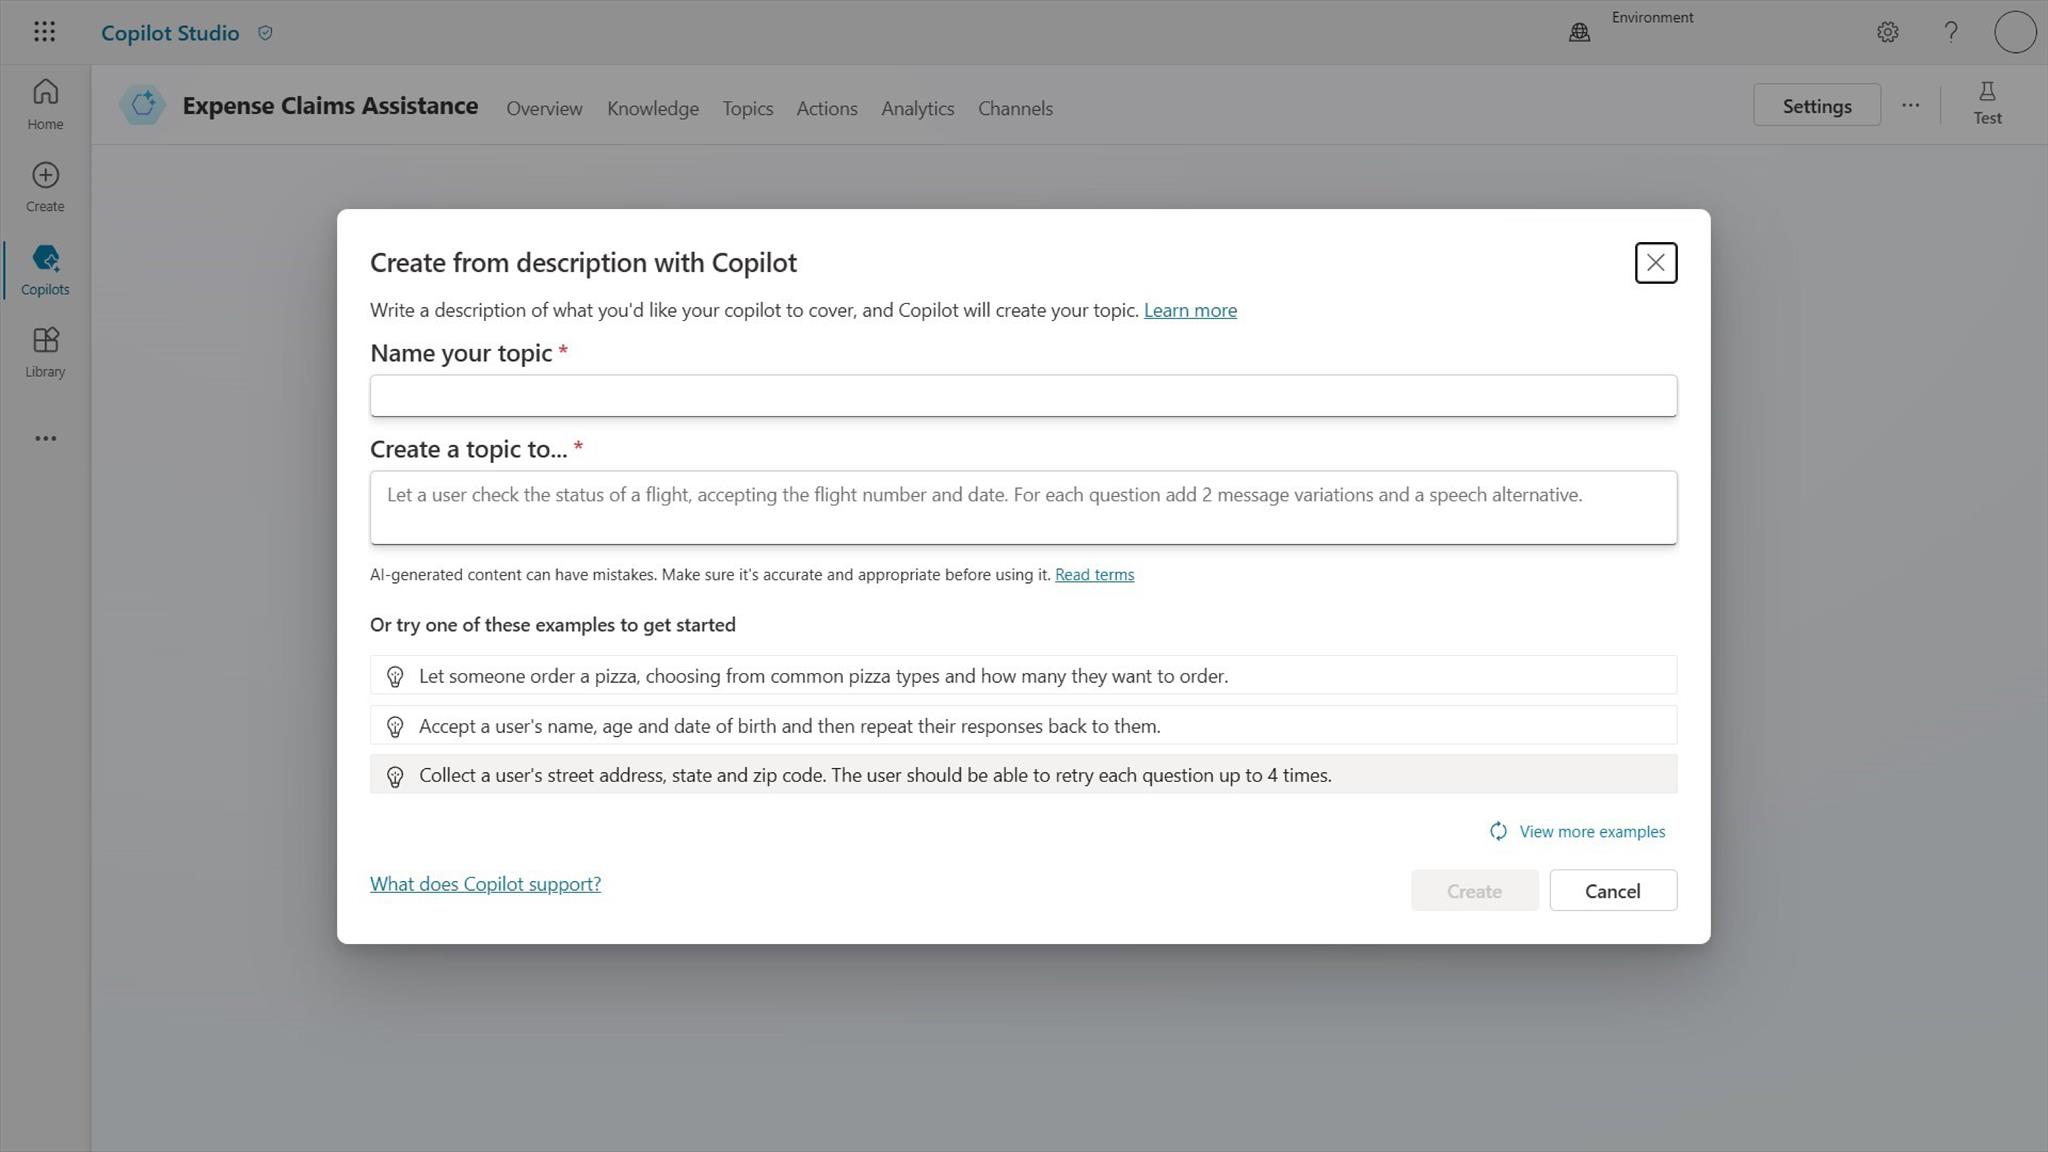 Copilot Studio
Environment
Home
Create
Copilots
Library
Expense Claims Assistance
Overview
Knowledge
Topics
Actions
Analytics
Channels
Settings
Test
Create from description with Copilot
Write a description of what you'd like your copilot to cover, and Copilot will create your topic. Learn more
Name your topic *
Create a topic to... *
Let a user check the status of a flight, accepting the flight number and date. For each question add 2 message variations and a speech alternative.
AI-generated content can have mistakes. Make sure it's accurate and appropriate before using it. Read terms
Or try one of these examples to get started
Let someone order a pizza, choosing from common pizza types and how many they want to order.
Accept a user's name, age and date of birth and then repeat their responses back to them.
Collect a user's street address, state and zip code. The user should be able to retry each question up to 4 times.
View more examples
What does Copilot support?
Create
Cancel